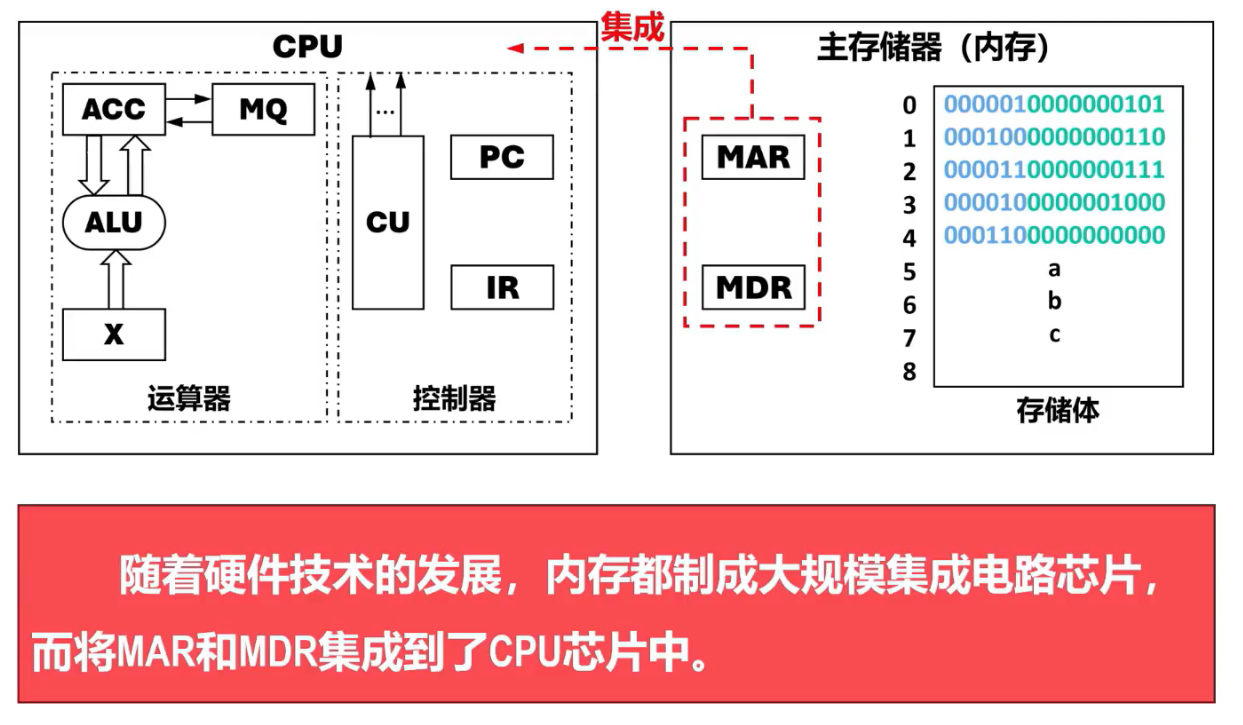 集成
CPU
主存储器（内存）
ACC
MQ
ALU
X
运算器
...
CU
PC
IR
控制器
MAR
MDR
0 0000010000000101
1 0001000000000110
2 0000110000000111
3 0000100000001000
4 0001100000000000
5 a
6 b
7 c
8
存储体
随着硬件技术的发展，内存都制成大规模集成电路芯片，
而将MAR和MDR集成到了CPU芯片中。